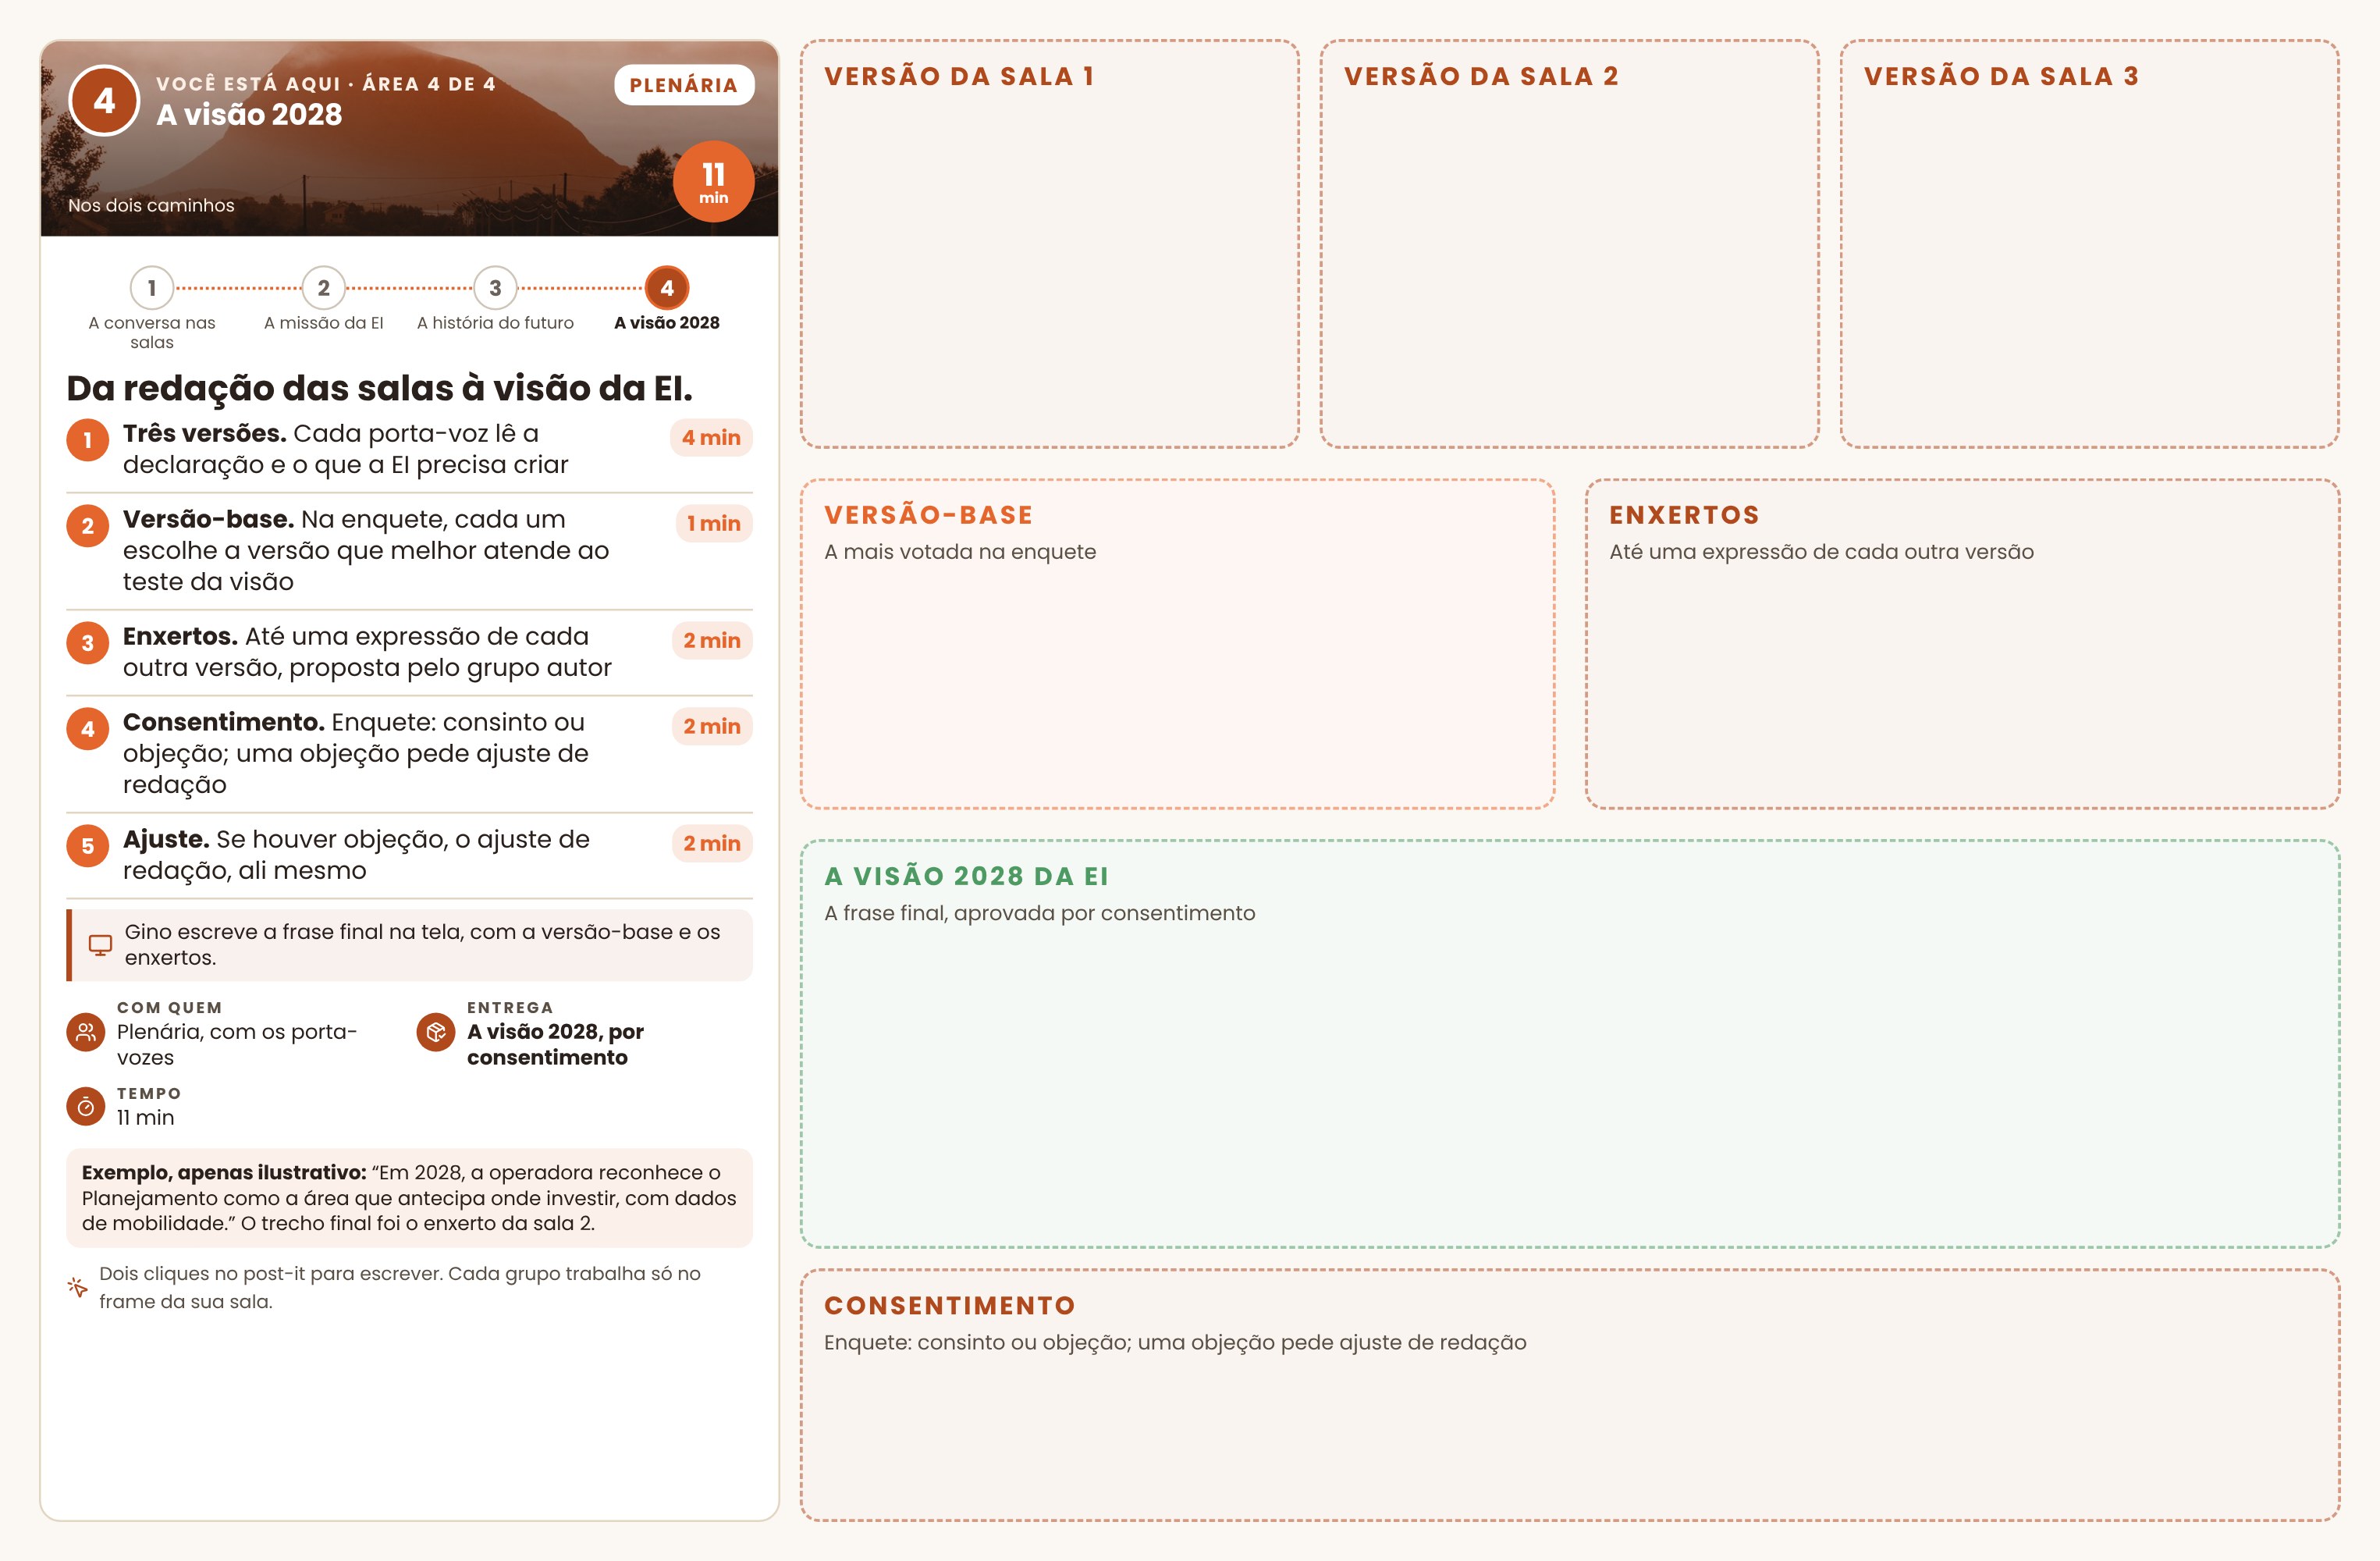 4
VOCÊ ESTÁ AQUI · ÁREA 4 DE 4
A visão 2028
PLENÁRIA
11
min
Nos dois caminhos
1
2
3
4
A conversa nas
salas
A missão da EI
A história do futuro
A visão 2028
Da redação das salas à visão da EI.
1
Três versões. Cada porta-voz lê a
declaração e o que a EI precisa criar
4 min
2
Versão-base. Na enquete, cada um
escolhe a versão que melhor atende ao
teste da visão
1 min
3
Enxertos. Até uma expressão de cada
outra versão, proposta pelo grupo autor
2 min
4
Consentimento. Enquete: consinto ou
objeção; uma objeção pede ajuste de
redação
2 min
5
Ajuste. Se houver objeção, o ajuste de
redação, ali mesmo
2 min
Gino escreve a frase final na tela, com a versão-base e os
enxertos.
COM QUEM
Plenária, com os porta-
vozes
ENTREGA
A visão 2028, por
consentimento
TEMPO
11 min
Exemplo, apenas ilustrativo: “Em 2028, a operadora reconhece o
Planejamento como a área que antecipa onde investir, com dados
de mobilidade.” O trecho final foi o enxerto da sala 2.
Dois cliques no post-it para escrever. Cada grupo trabalha só no
frame da sua sala.
VERSÃO DA SALA 1
VERSÃO DA SALA 2
VERSÃO DA SALA 3
VERSÃO-BASE
A mais votada na enquete
ENXERTOS
Até uma expressão de cada outra versão
A VISÃO 2028 DA EI
A frase final, aprovada por consentimento
CONSENTIMENTO
Enquete: consinto ou objeção; uma objeção pede ajuste de redação